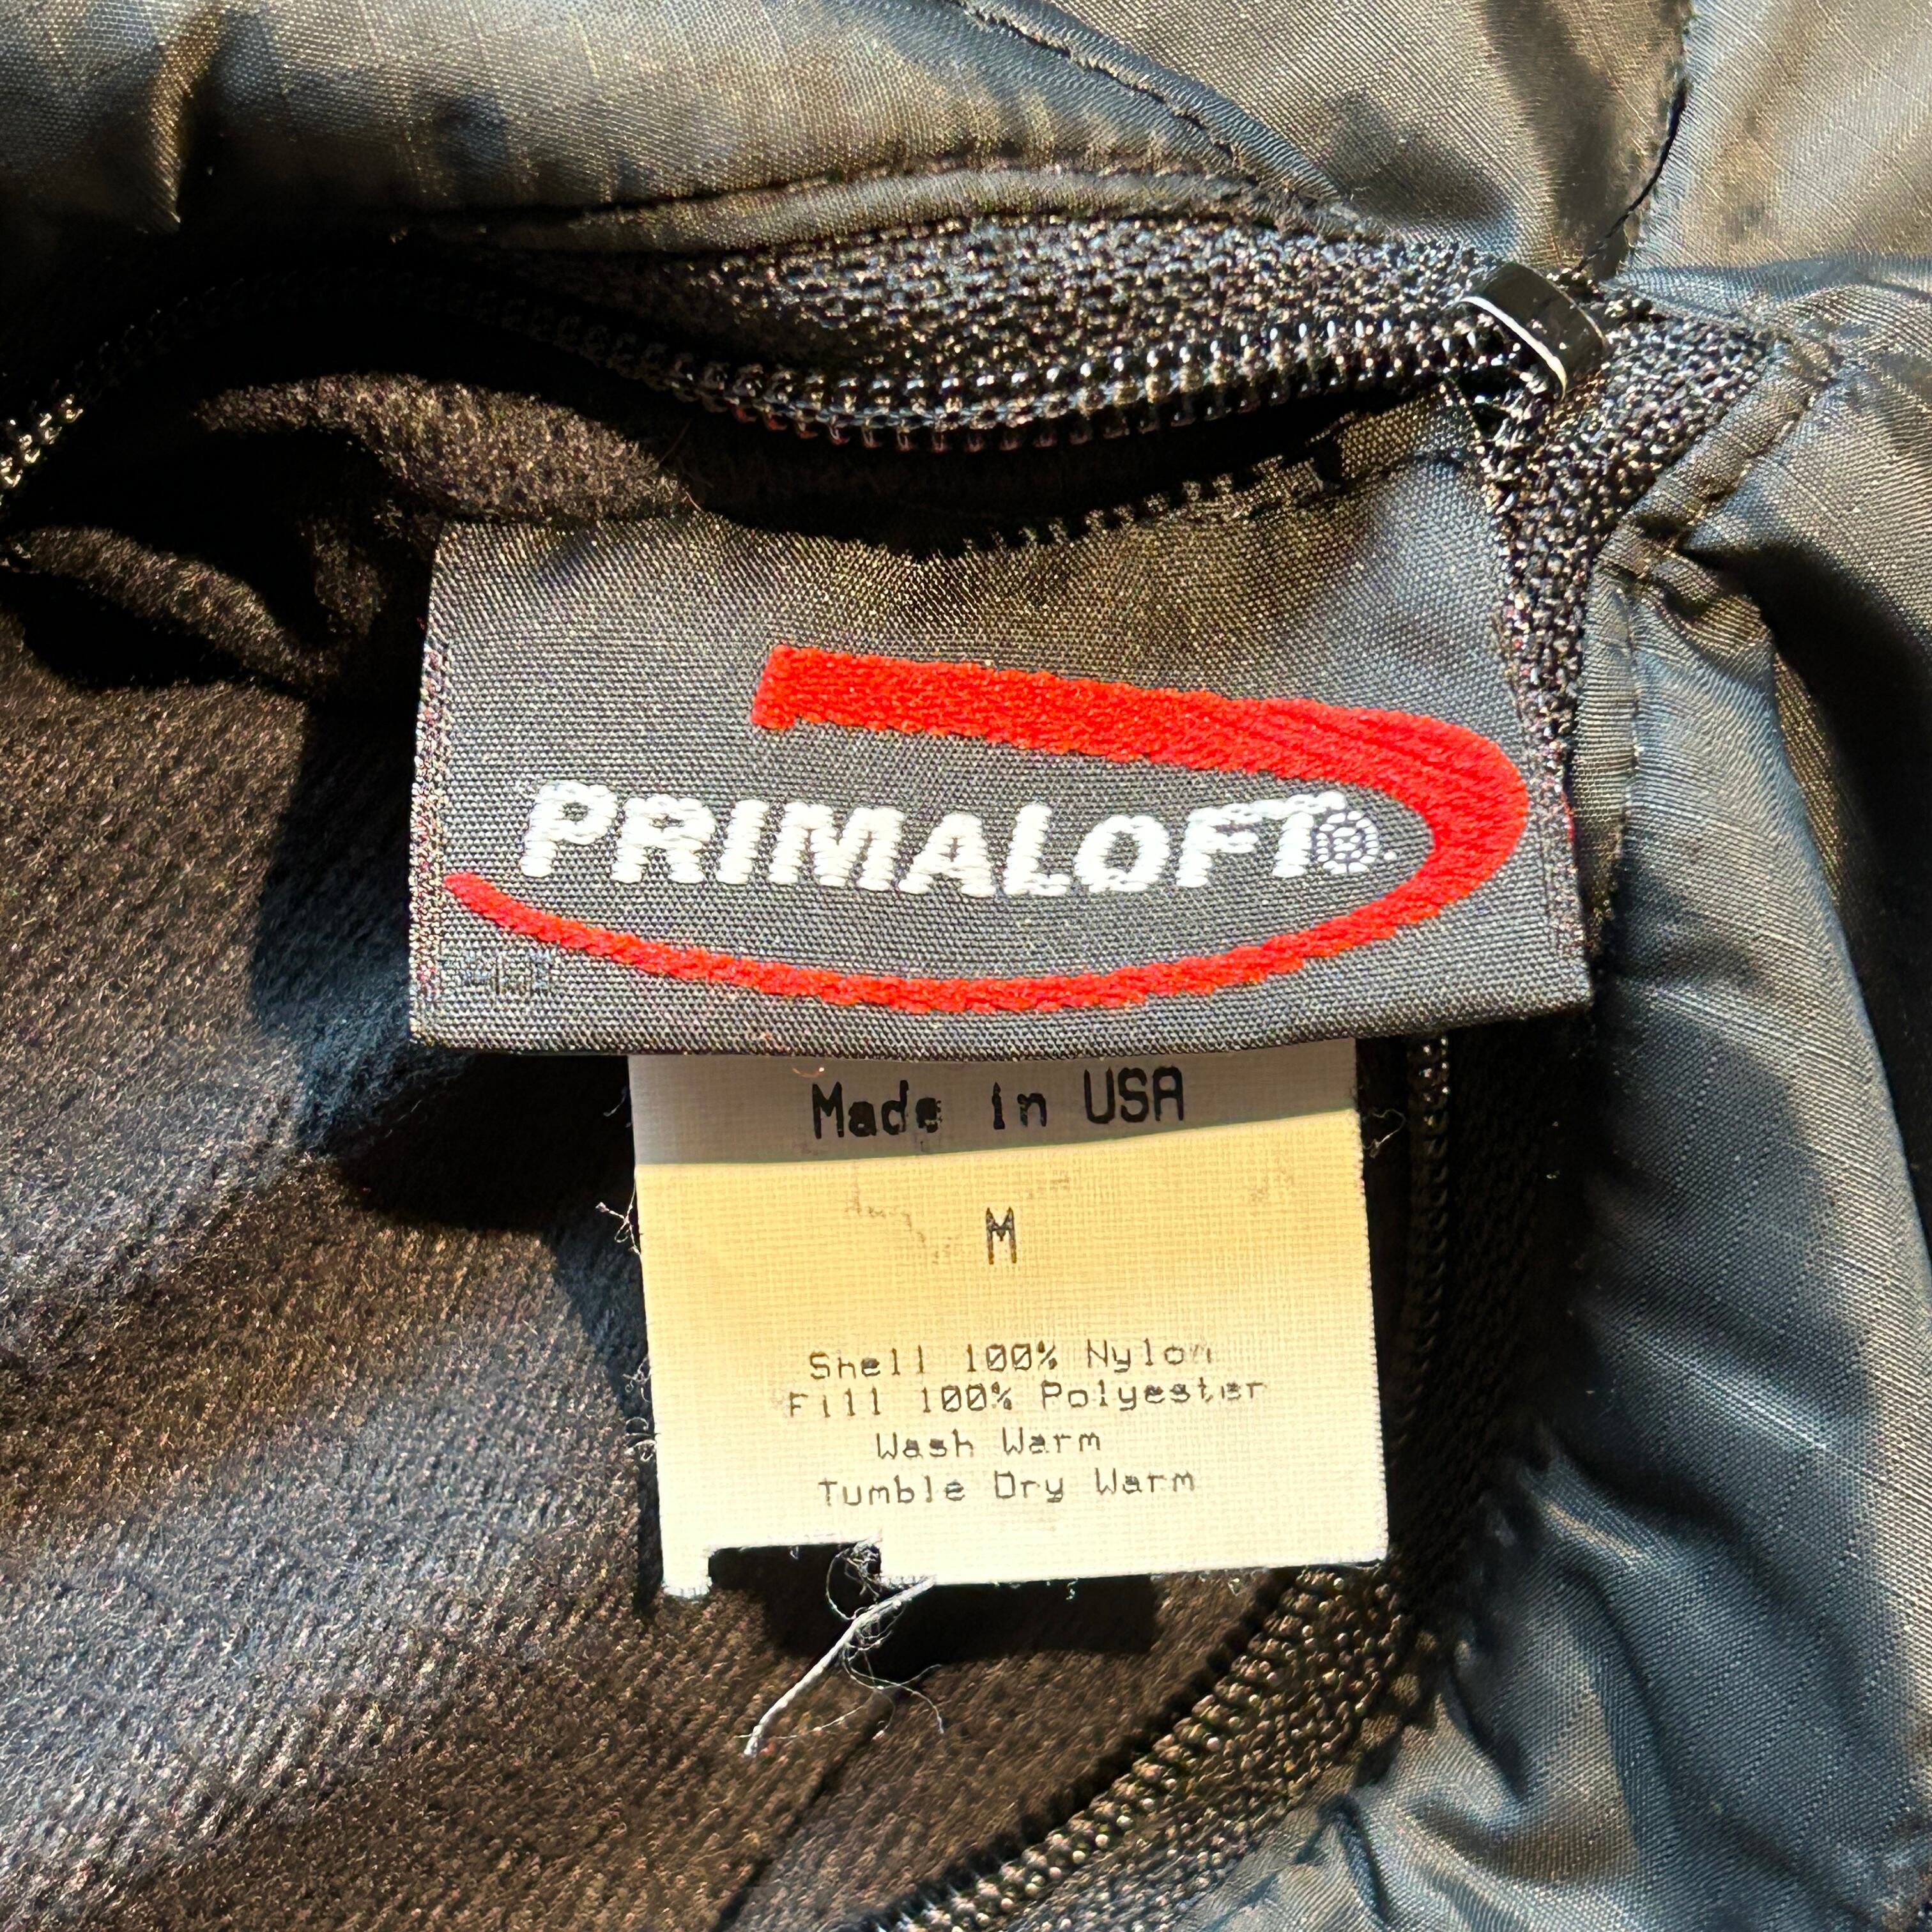 PRIMALOFT®
Made in USA
M
Shell 100% Nylon
Fill 100% Polyester
Wash Warm
Tumble Dry Warm